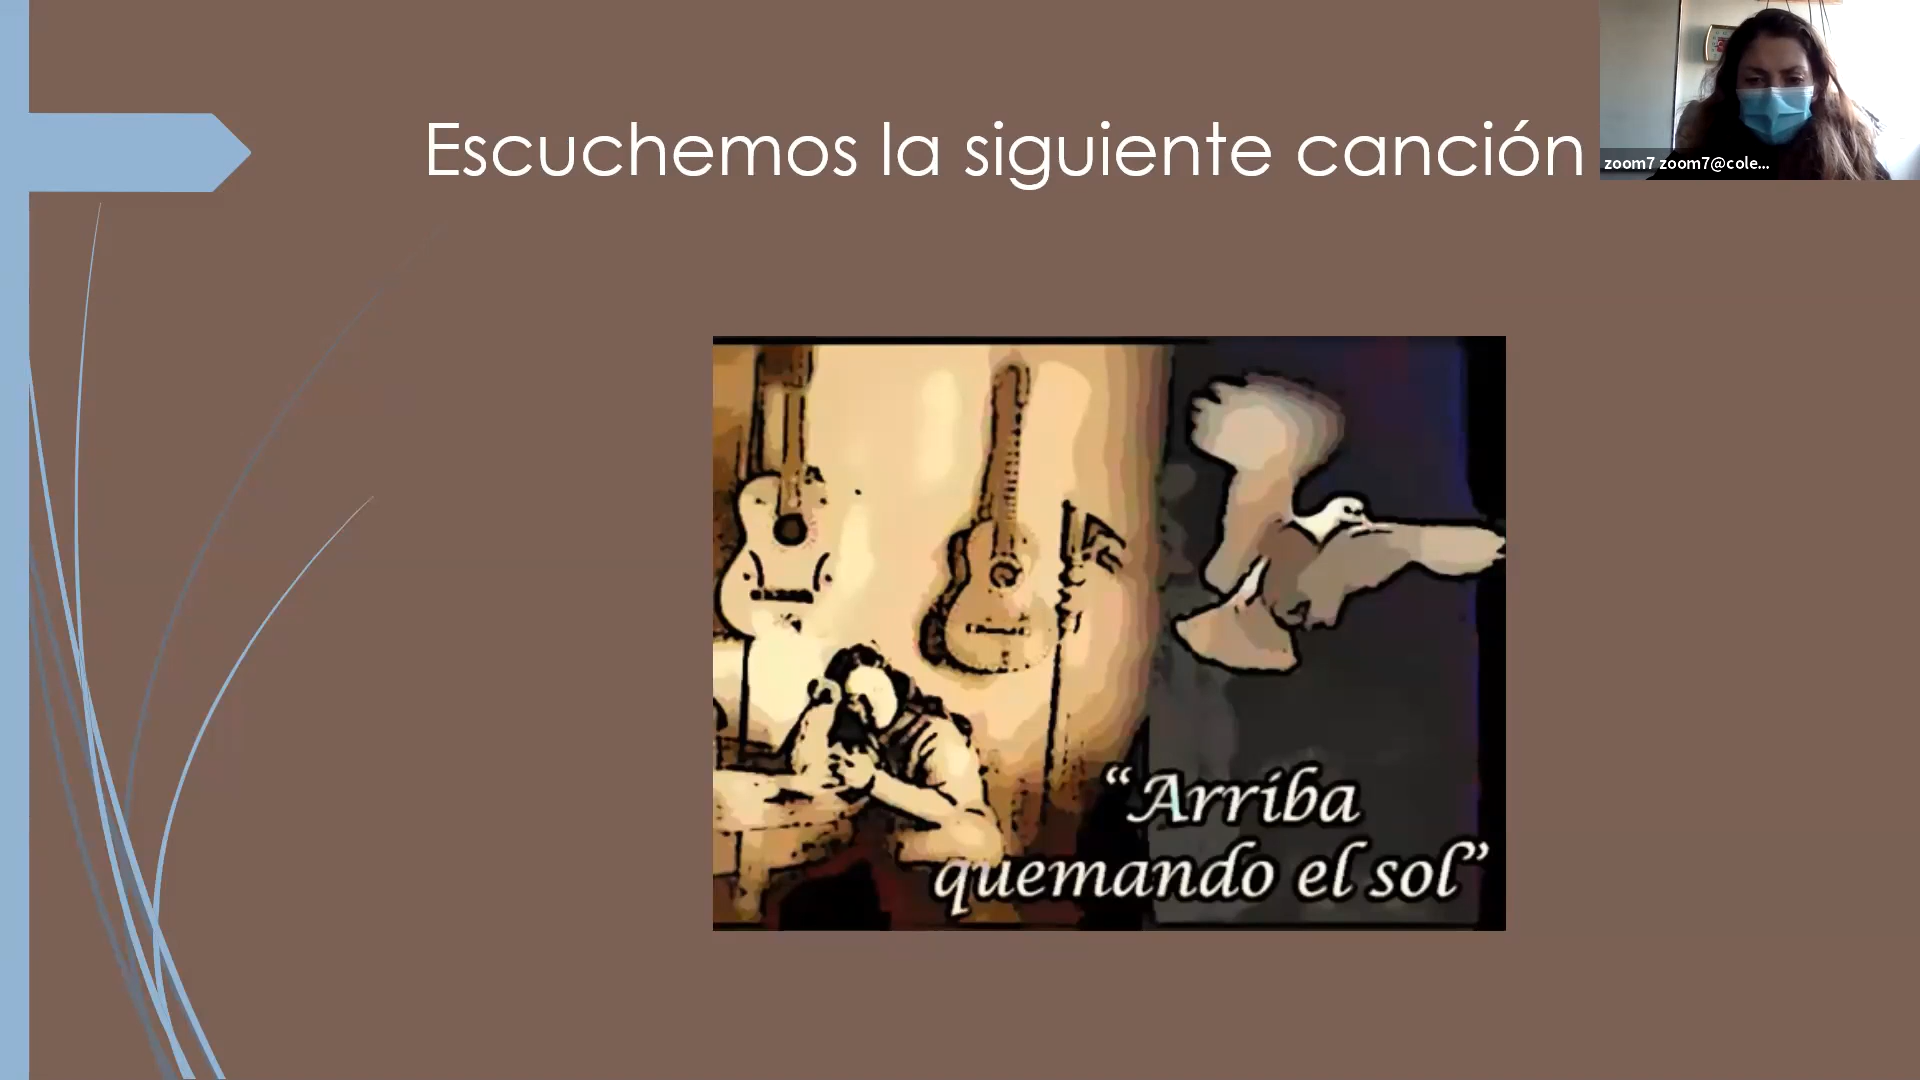 Escuchemos la siguiente canción
zoom7 zoom7@cole...
“Arriba
quemando el sol”